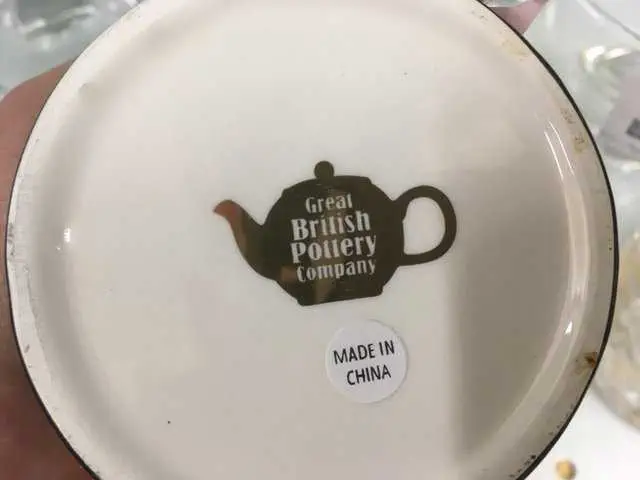 Great
British
Pottery
Company
MADE IN
CHINA